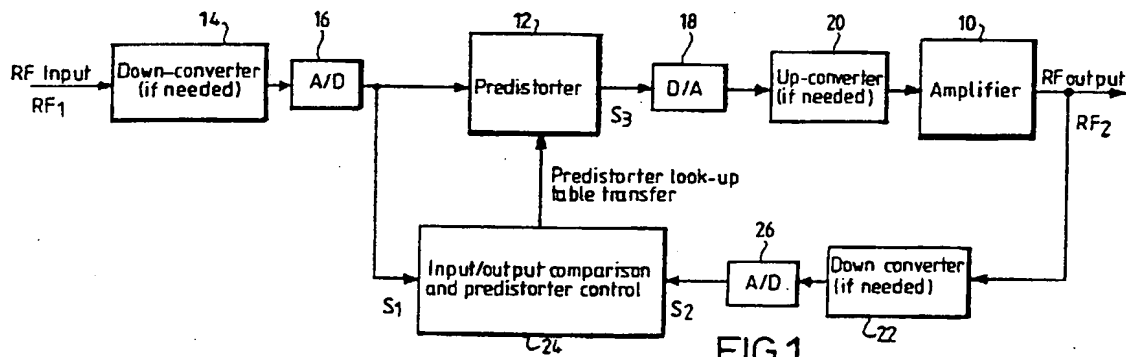 14
16
12
18
20
10
RF Input
RF1
Down-converter
(if needed)
A/D
Predistorter
S3
D/A
Up-converter
(if needed)
Amplifier
RF output
RF2
Predistorter look-up
table transfer
Input/output comparison
and predistorter control
S1
S2
26
A/D
Down converter
(if needed)
24
22
FIG.1